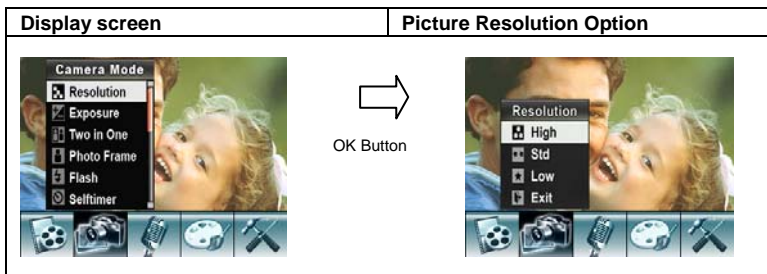 Display screen
Picture Resolution Option
Camera Mode
Resolution
Exposure
Two in One
Photo Frame
Flash
Selftimer
OK Button
Resolution
High
Std
Low
Exit